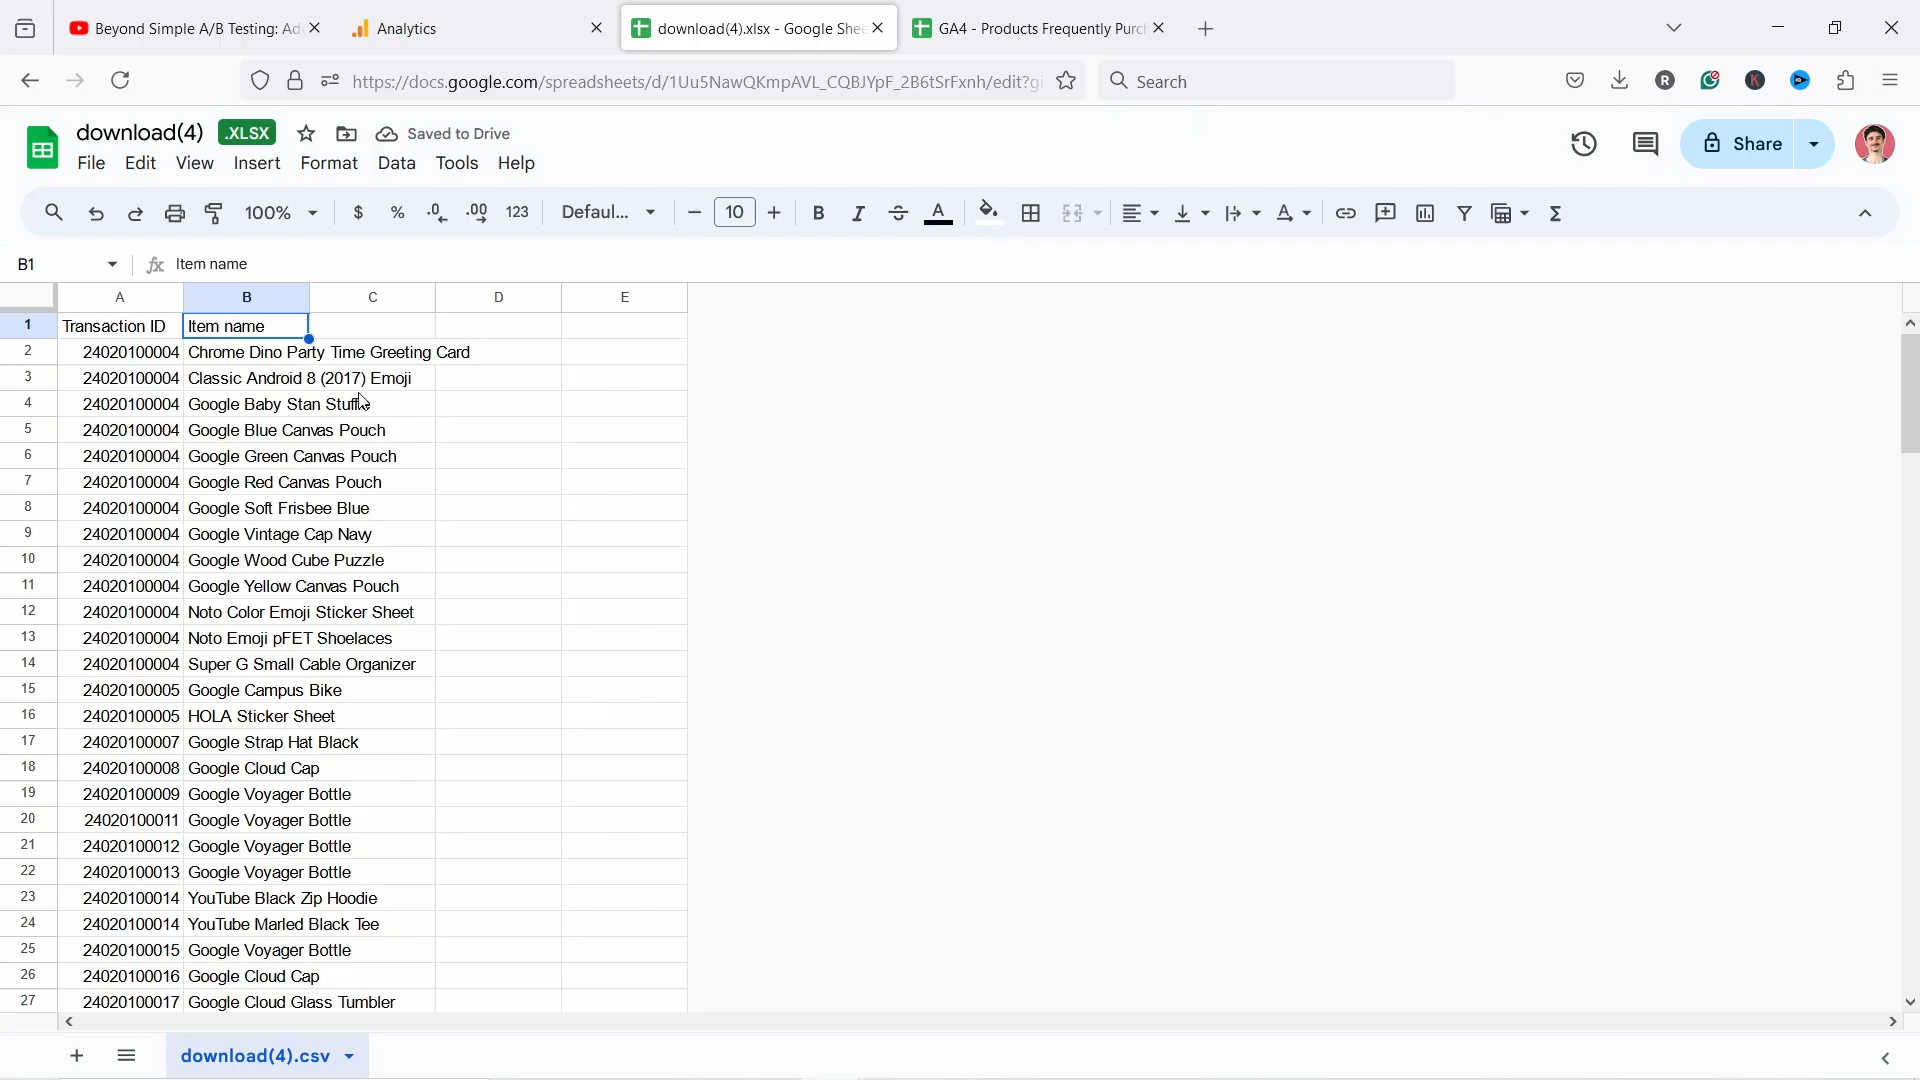 Beyond Simple A/B Testing: Ad
Analytics
download(4).xlsx - Google Shee
GA4 - Products Frequently Purch
https://docs.google.com/spreadsheets/d/1Uu5NawQKmpAVL_CQBJYpF_2B6tSrFxnh/edit?gi
Search
download(4) .XLSX Saved to Drive
File Edit View Insert Format Data Tools Help
Share
100% $ % .0 .00 123 Defaul... 10 B I A
B1 Item name
A B C D E
1 Transaction ID Item name
2 24020100004 Chrome Dino Party Time Greeting Card
3 24020100004 Classic Android 8 (2017) Emoji
4 24020100004 Google Baby Stan Stuffie
5 24020100004 Google Blue Canvas Pouch
6 24020100004 Google Green Canvas Pouch
7 24020100004 Google Red Canvas Pouch
8 24020100004 Google Soft Frisbee Blue
9 24020100004 Google Vintage Cap Navy
10 24020100004 Google Wood Cube Puzzle
11 24020100004 Google Yellow Canvas Pouch
12 24020100004 Noto Color Emoji Sticker Sheet
13 24020100004 Noto Emoji pFET Shoelaces
14 24020100004 Super G Small Cable Organizer
15 24020100005 Google Campus Bike
16 24020100005 HOLA Sticker Sheet
17 24020100007 Google Strap Hat Black
18 24020100008 Google Cloud Cap
19 24020100009 Google Voyager Bottle
20 24020100011 Google Voyager Bottle
21 24020100012 Google Voyager Bottle
22 24020100013 Google Voyager Bottle
23 24020100014 YouTube Black Zip Hoodie
24 24020100014 YouTube Marled Black Tee
25 24020100015 Google Voyager Bottle
26 24020100016 Google Cloud Cap
27 24020100017 Google Cloud Glass Tumbler
download(4).csv